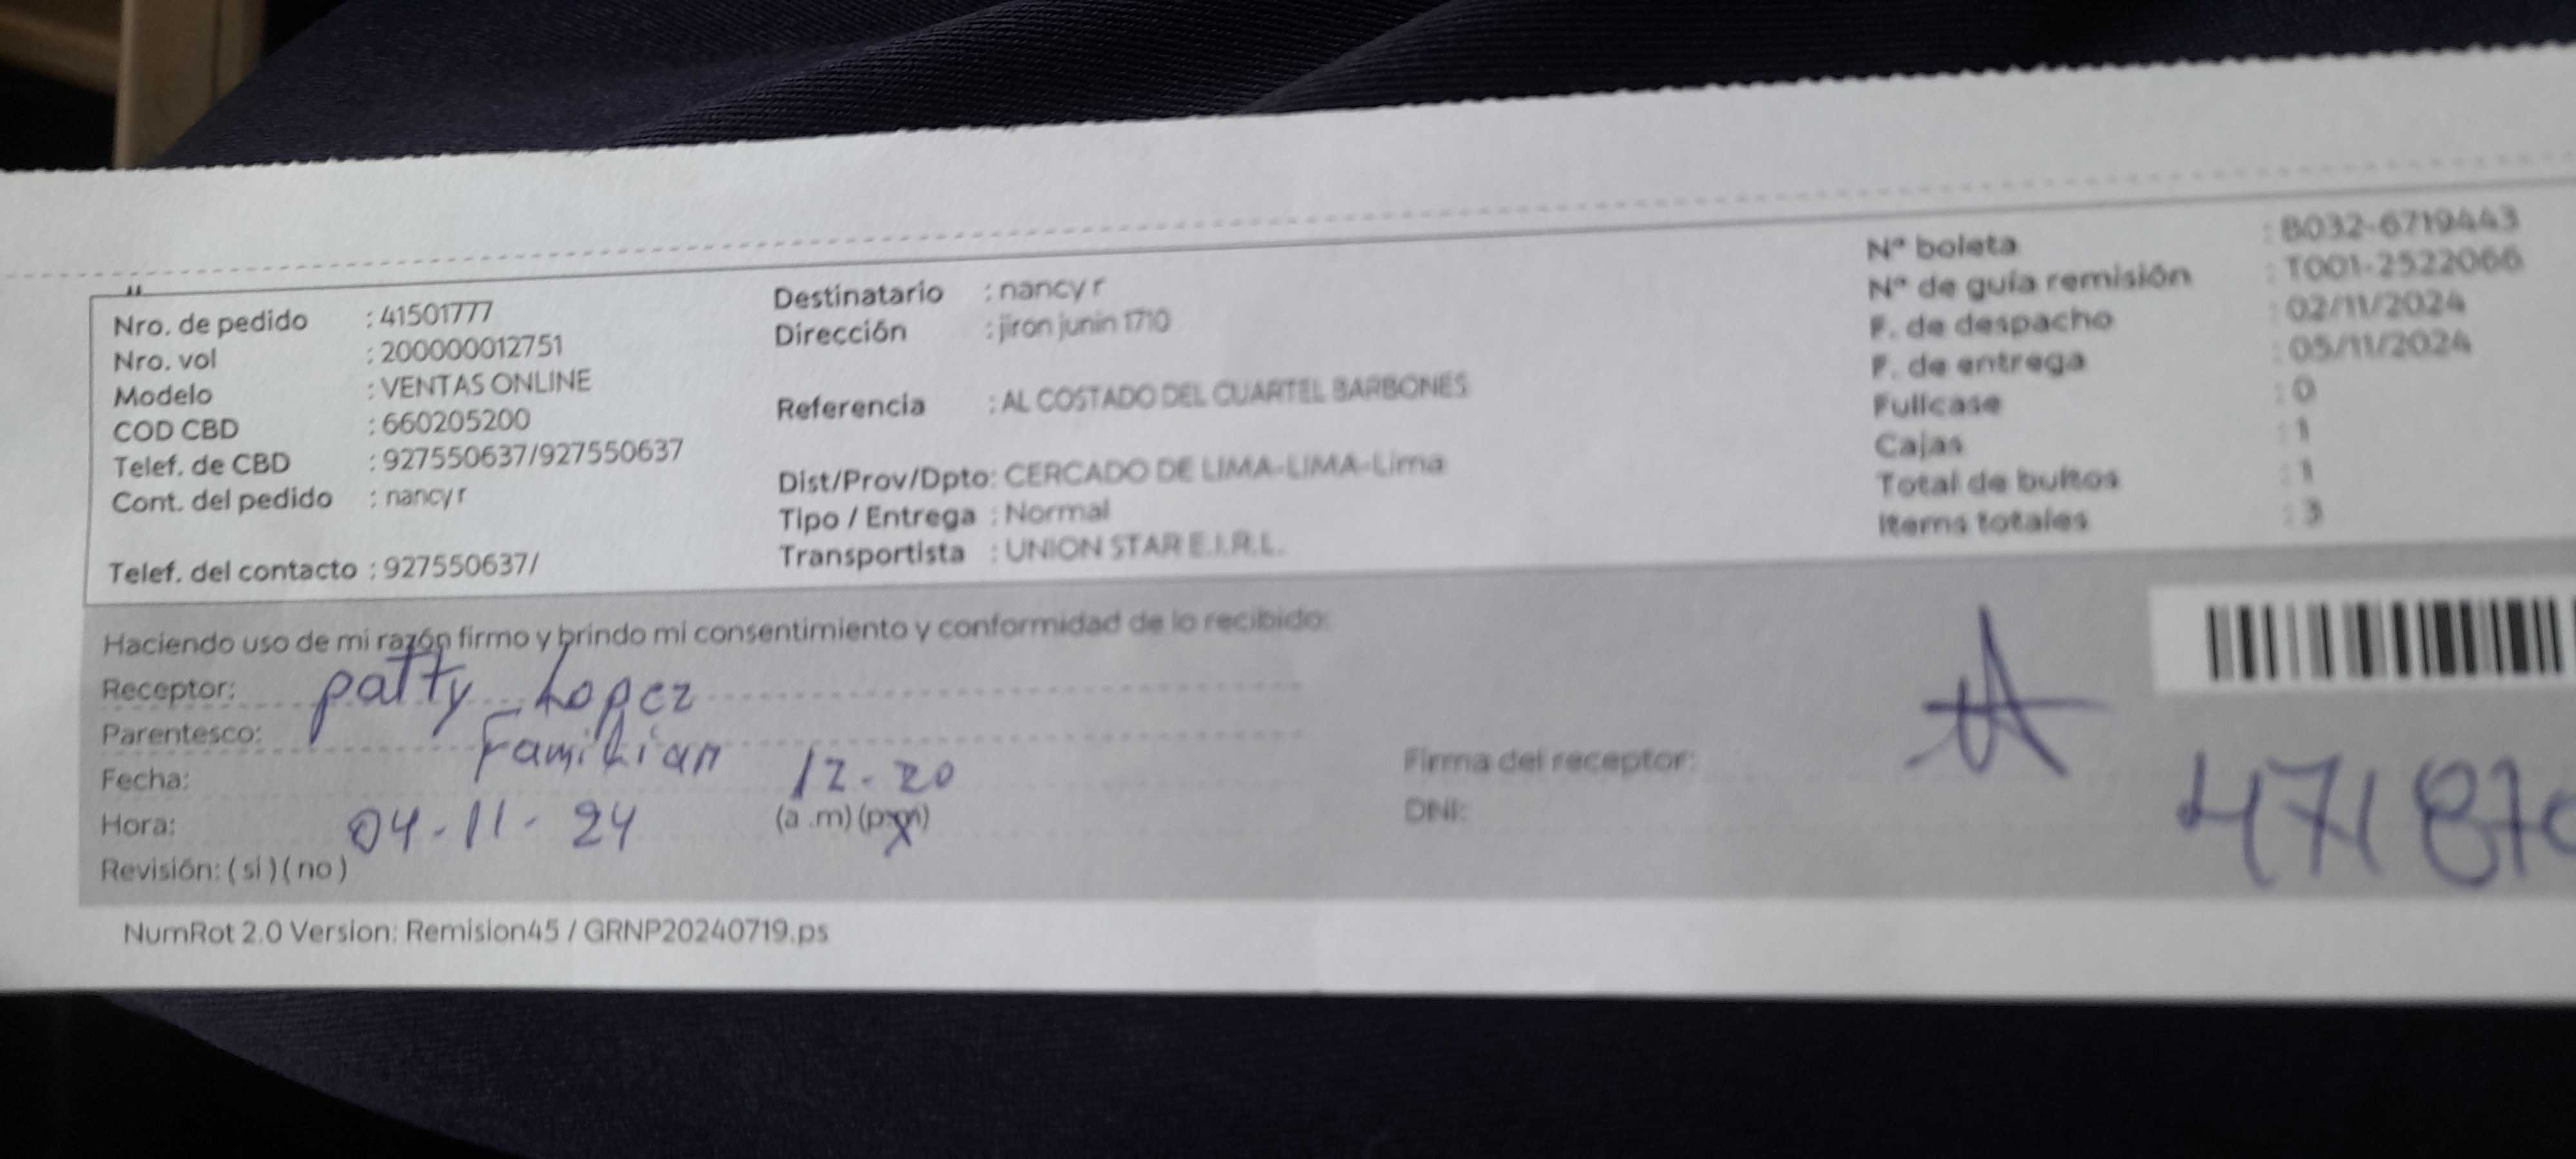 Nro. de pedido : 41501777
Nro. vol : 200000012751
Modelo : VENTAS ONLINE
COD CBD : 660205200
Telef. de CBD : 927550637/927550637
Cont. del pedido : nancy r
Telef. del contacto : 927550637/
Destinatario : nancy r
Dirección : jiron junin 1710
Referencia : AL COSTADO DEL CUARTEL BARBONES
Dist/Prov/Dpto: CERCADO DE LIMA-LIMA-Lima
Tipo / Entrega : Normal
Transportista : UNION STAR E.I.R.L.
Nº boleta : B032-6719443
Nº de guía remisión : T001-2522066
F. de despacho : 02/11/2024
F. de entrega : 05/11/2024
Fullcase : 0
Cajas : 1
Total de bultos : 1
Items totales : 3
Haciendo uso de mi razón firmo y brindo mi consentimiento y conformidad de lo recibido:
Receptor: patty Lopez
Parentesco: Familiar
Fecha: 12-20
Hora: 04-11-24 (a .m) (p.m)
Revisión: ( si ) ( no )
Firma del receptor:
DNI: 47187
NumRot 2.0 Version: Remision45 / GRNP20240719.ps